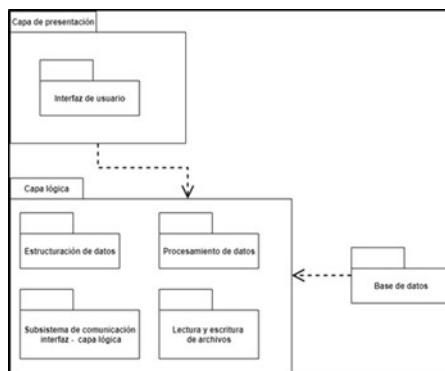 Capa de presentación
Interfaz de usuario
Capa lógica
Estructuración de datos
Procesamiento de datos
Base de datos
Subsistema de comunicación
interfaz - capa lógica
Lectura y escritura
de archivos